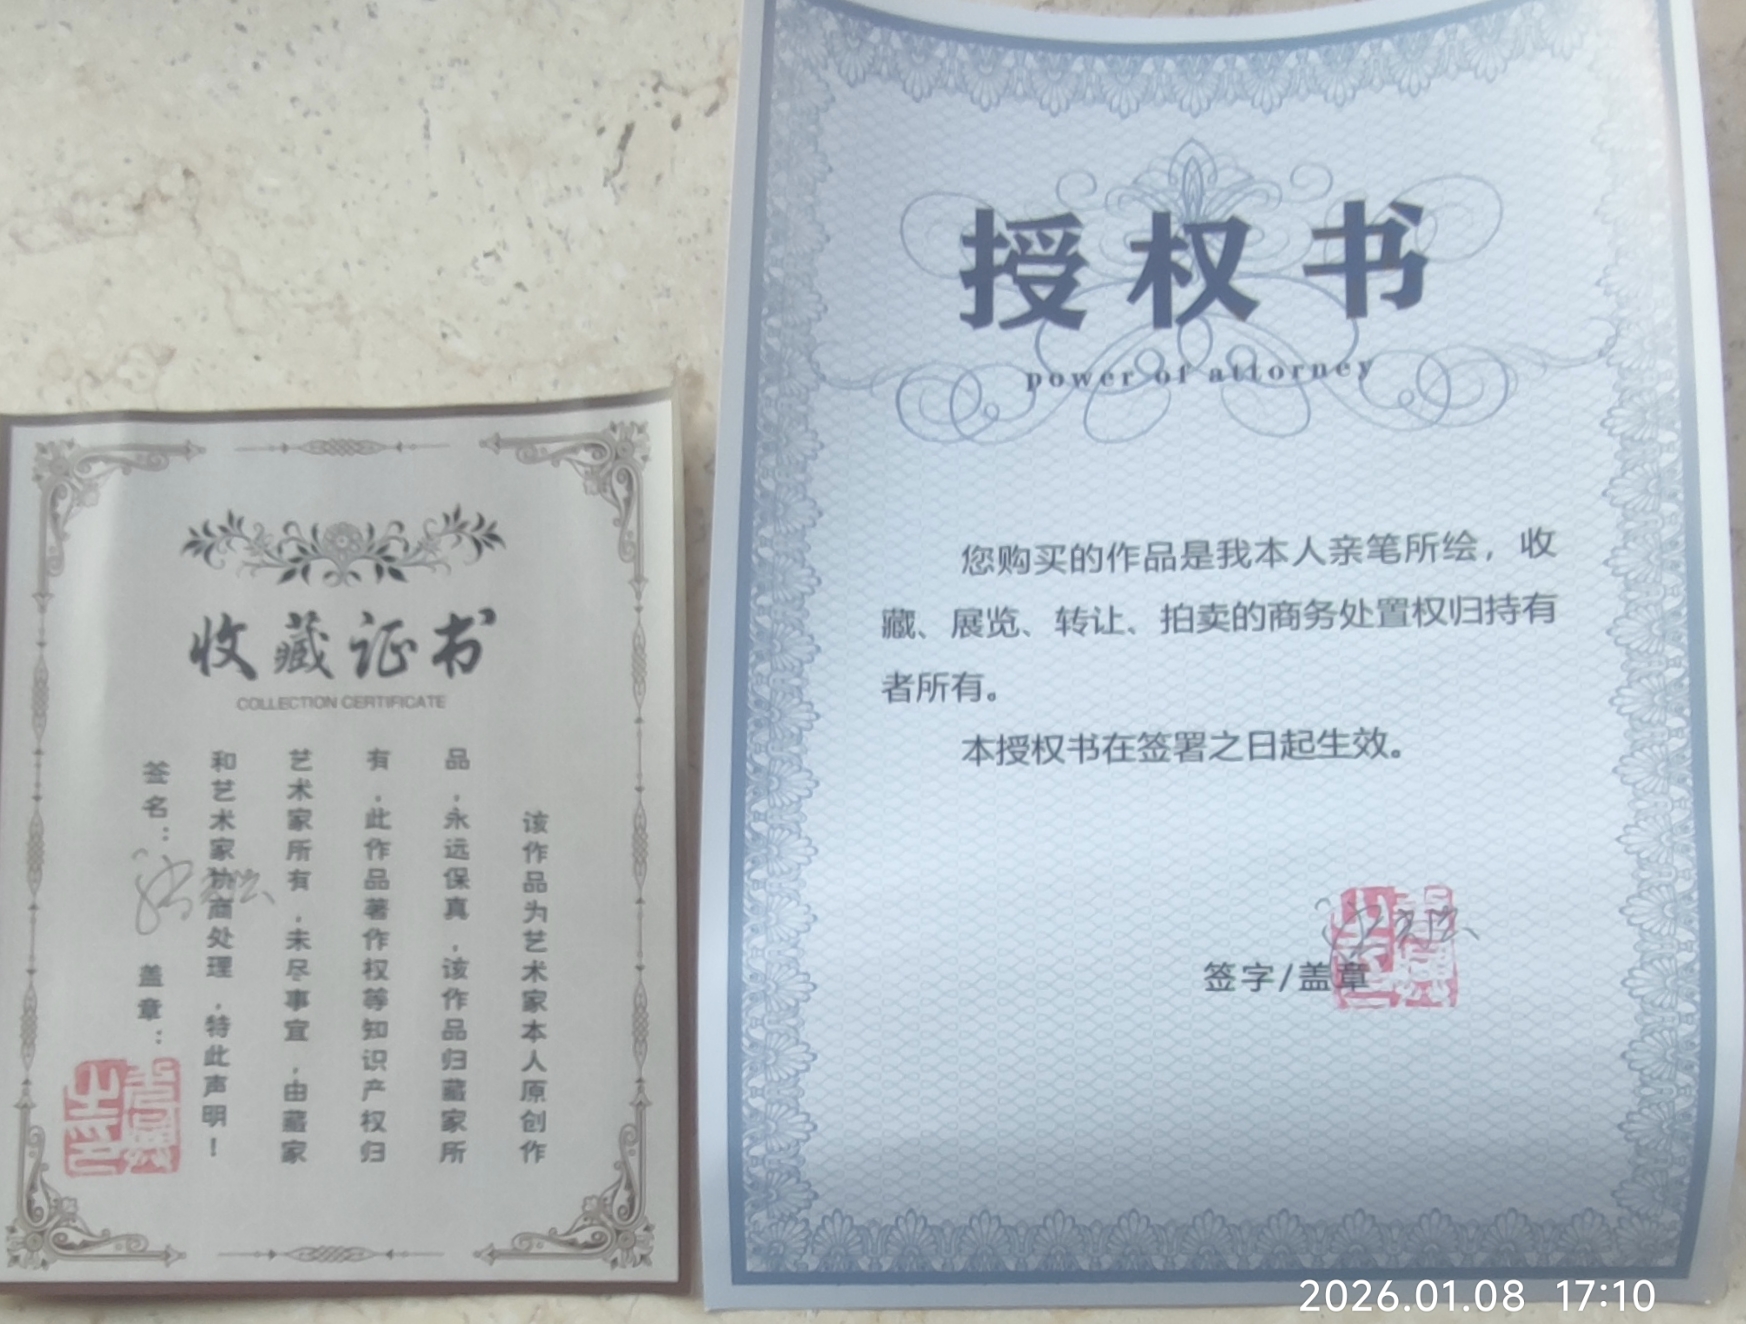 收藏证书
COLLECTION CERTIFICATE
该作品为艺术家本人原创作
品，永远保真，该作品归藏家所
有，此作品著作权等知识产权归
艺术家所有，未尽事宜，由藏家
和艺术家协商处理，特此声明！
签名：
盖章：
授权书
power of attorney
您购买的作品是我本人亲笔所绘，收
藏、展览、转让、拍卖的商务处置权归持有
者所有。
本授权书在签署之日起生效。
签字/盖章
2026.01.08 17:10